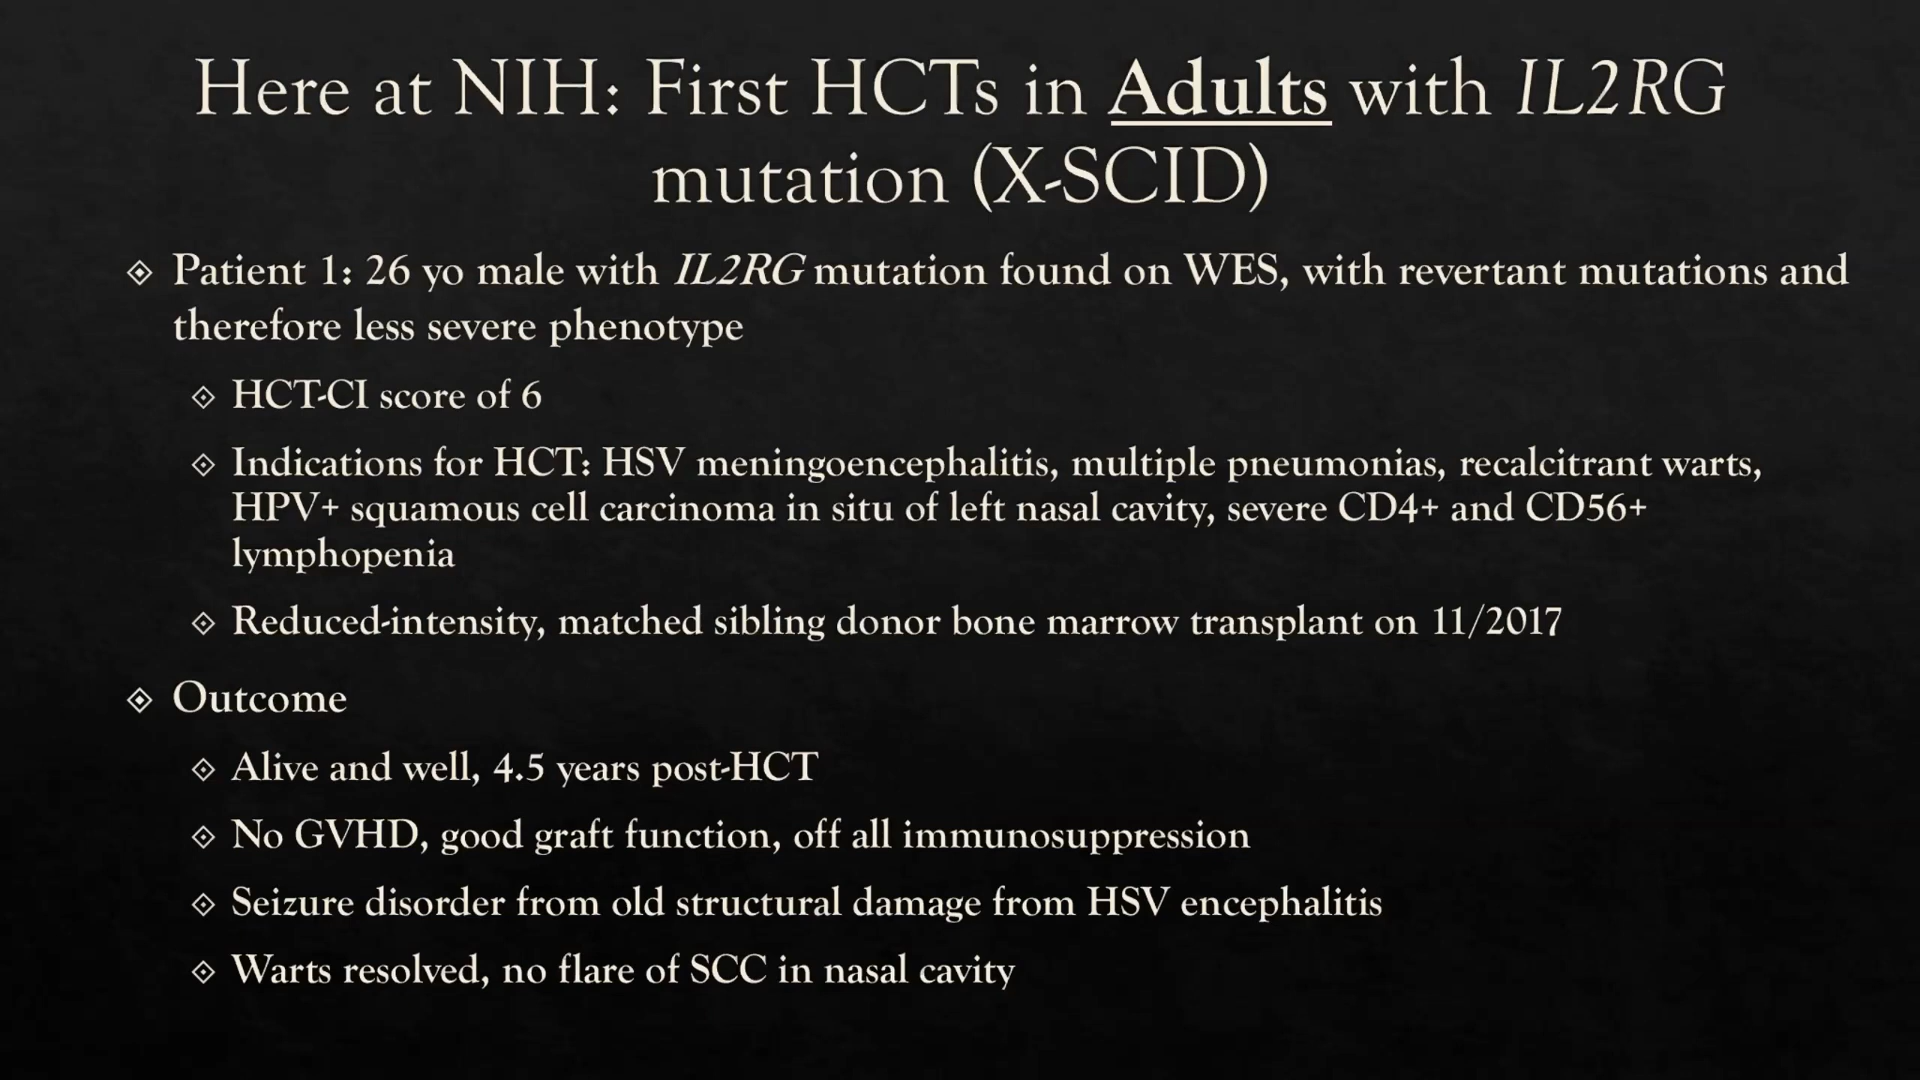 Here at NIH: First HCTs in Adults with IL2RG
mutation (X-SCID)
Patient 1: 26 yo male with IL2RG mutation found on WES, with revertant mutations and
therefore less severe phenotype
HCT-CI score of 6
Indications for HCT: HSV meningoencephalitis, multiple pneumonias, recalcitrant warts,
HPV+ squamous cell carcinoma in situ of left nasal cavity, severe CD4+ and CD56+
lymphopenia
Reduced-intensity, matched sibling donor bone marrow transplant on 11/2017
Outcome
Alive and well, 4.5 years post-HCT
No GVHD, good graft function, off all immunosuppression
Seizure disorder from old structural damage from HSV encephalitis
Warts resolved, no flare of SCC in nasal cavity